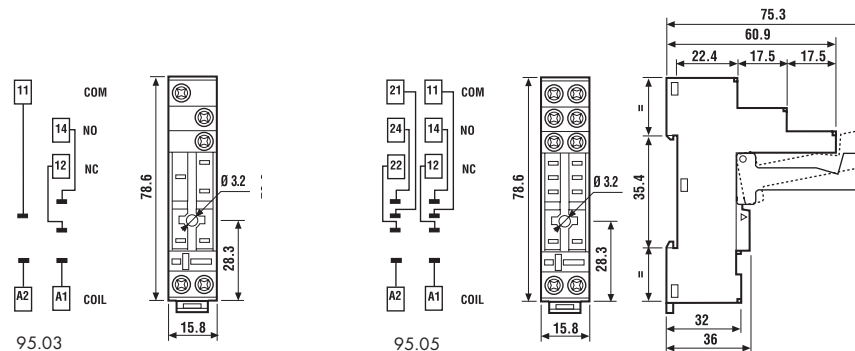 75.3
60.9
22.4 17.5 17.5
11 COM
14 NO
12 NC
A2 A1 COIL
95.03
78.6
Ø 3.2
28.3
15.8
21 11 COM
24 14 NO
22 12 NC
A2 A1 COIL
95.05
78.6
Ø 3.2
28.3
15.8
=
35.4
=
32
36